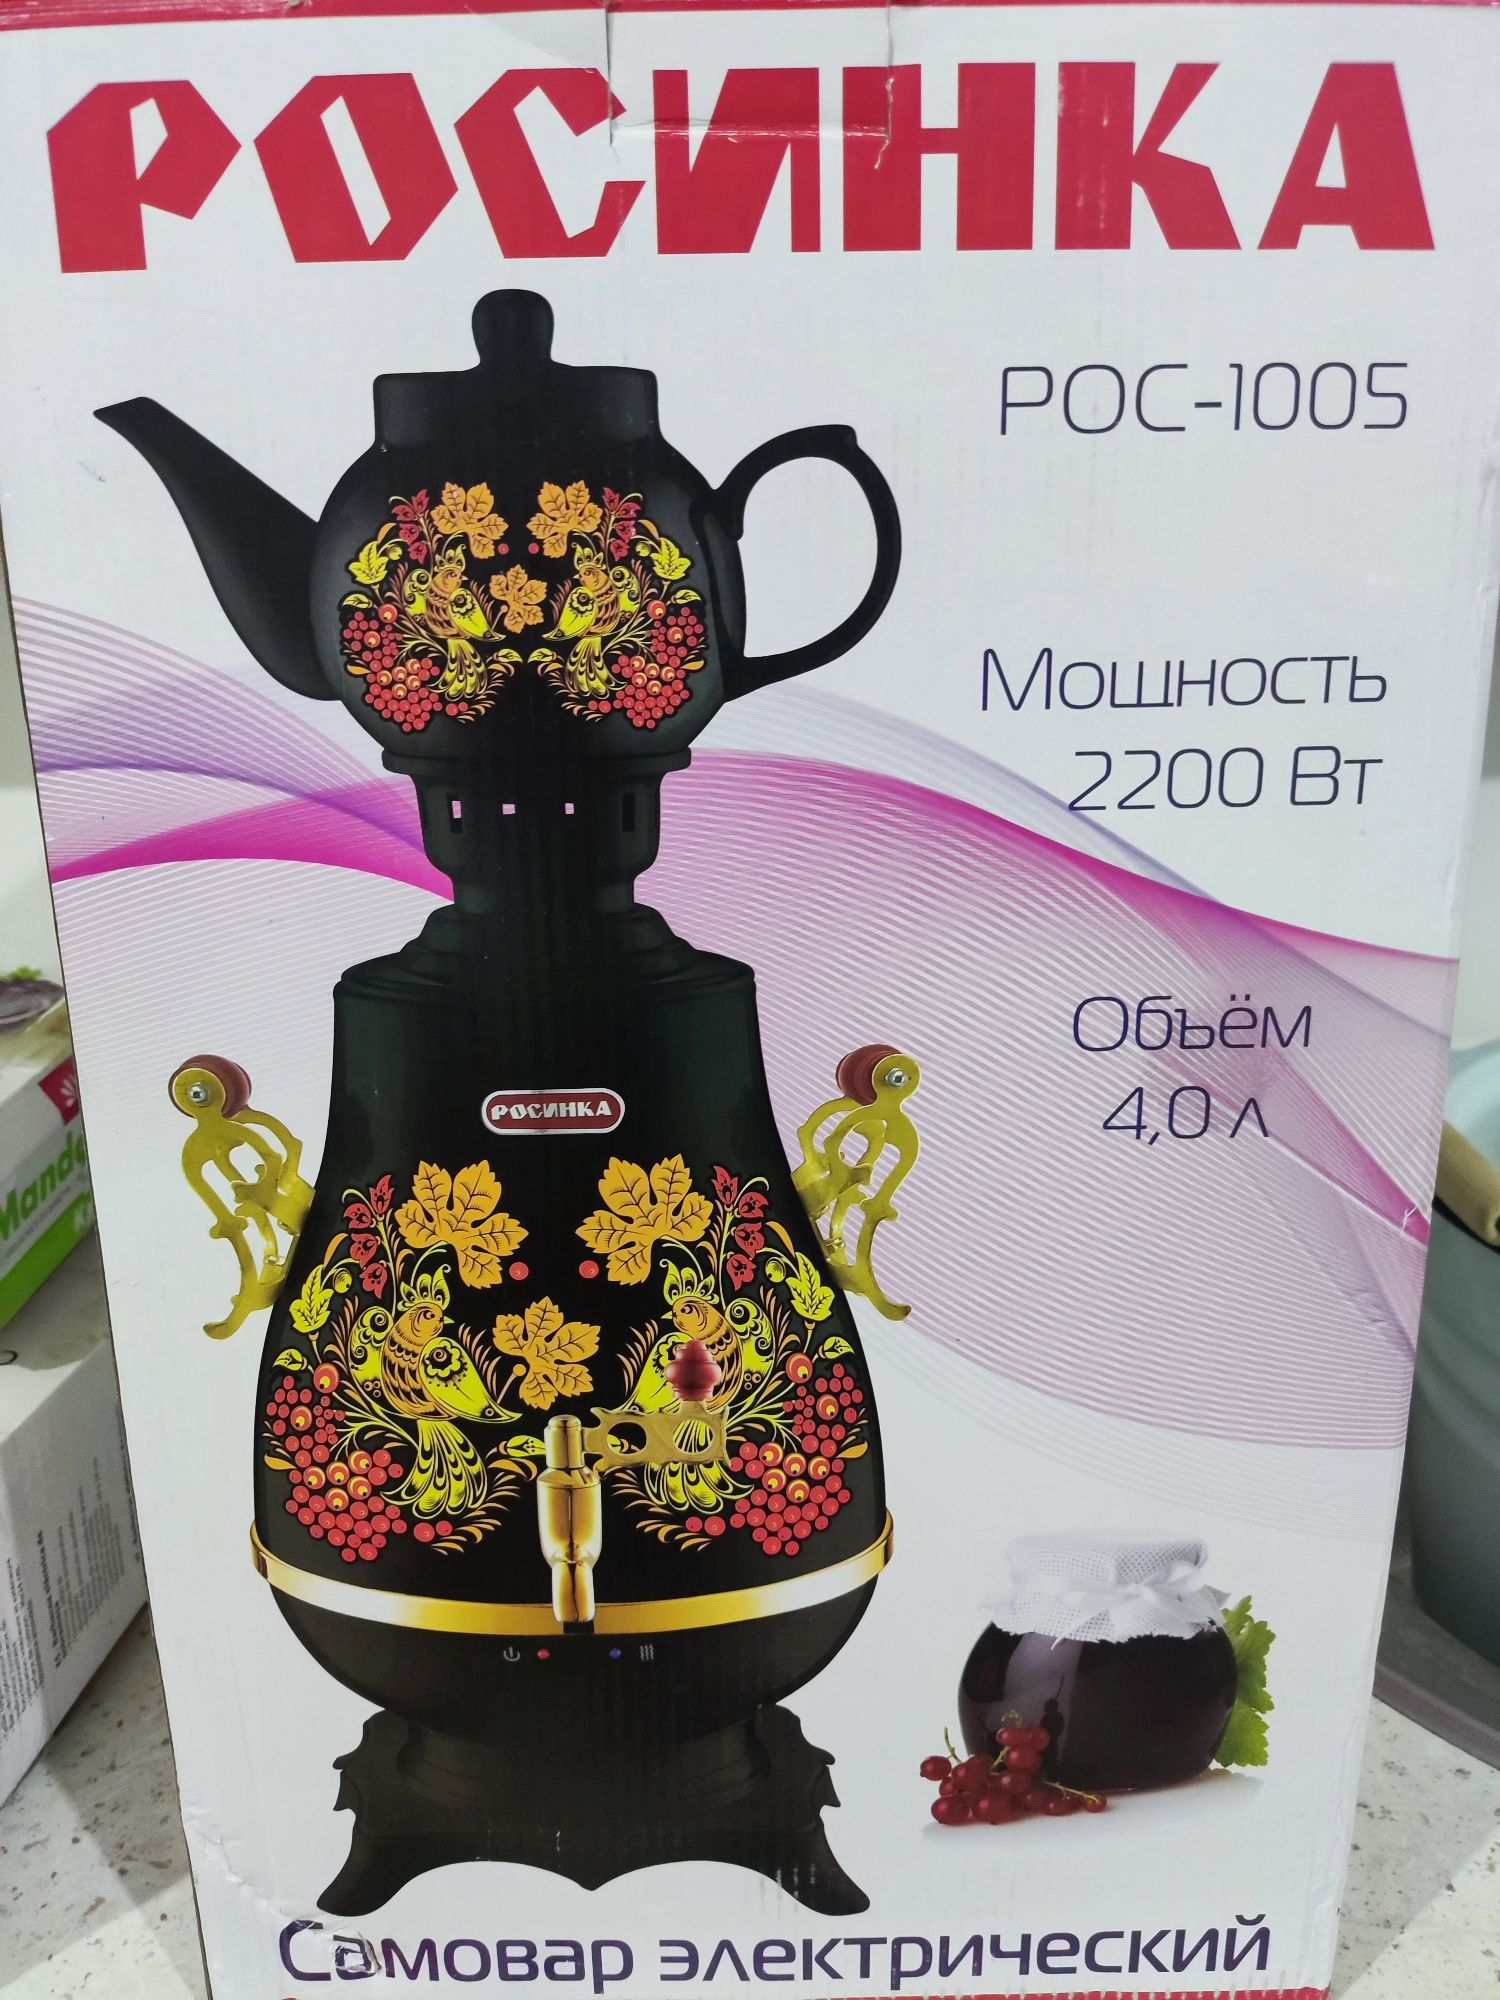 РОСИНКА
РОС-1005
Мощность
2200 Вт
Объём
4,0 л
РОСИНКА
Самовар электрический